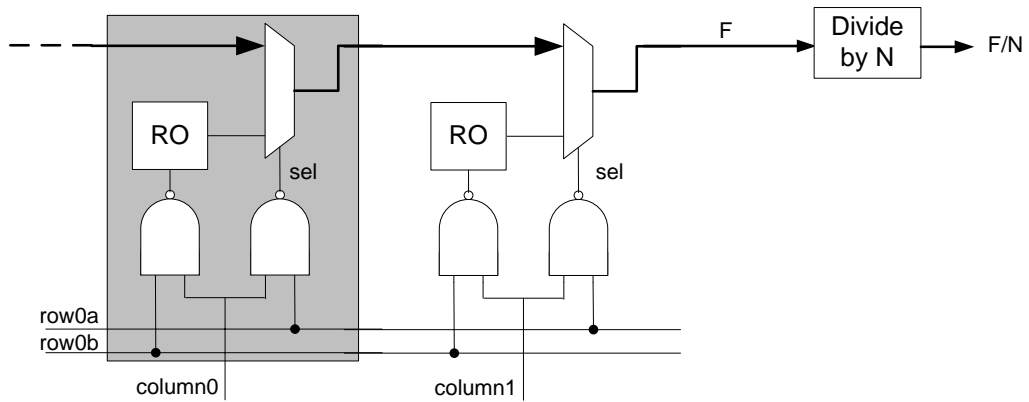 F
Divide
by N
F/N
RO
RO
sel
sel
row0a
row0b
column0
column1